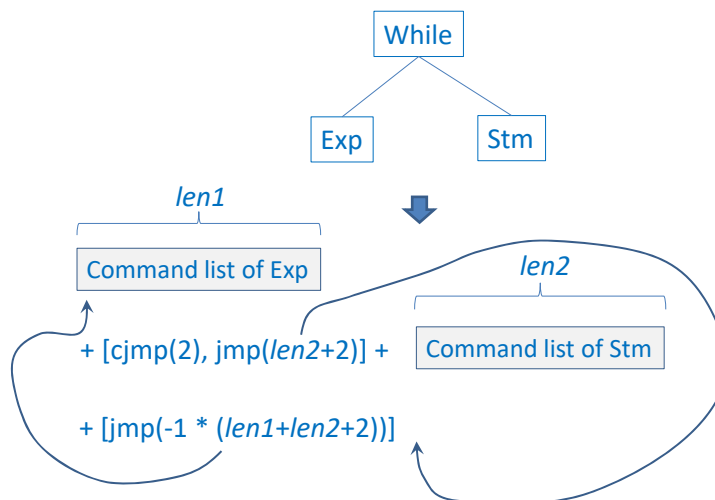 While
Exp
Stm
len1
Command list of Exp
len2
+ [cjmp(2), jmp(len2+2)] +
Command list of Stm
+ [jmp(-1 * (len1+len2+2))]